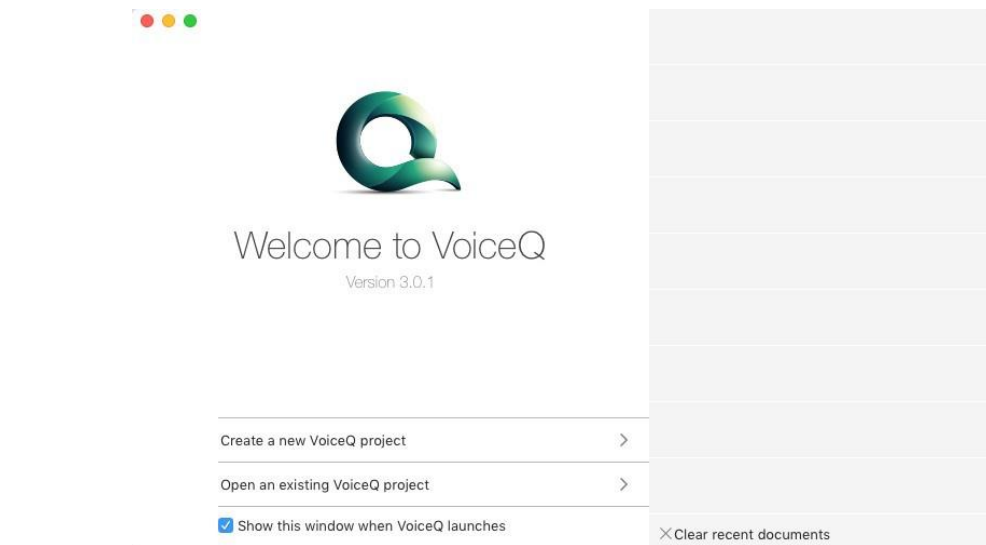 Welcome to VoiceQ
Version 3.0.1
Create a new VoiceQ project
Open an existing VoiceQ project
Show this window when VoiceQ launches
Clear recent documents